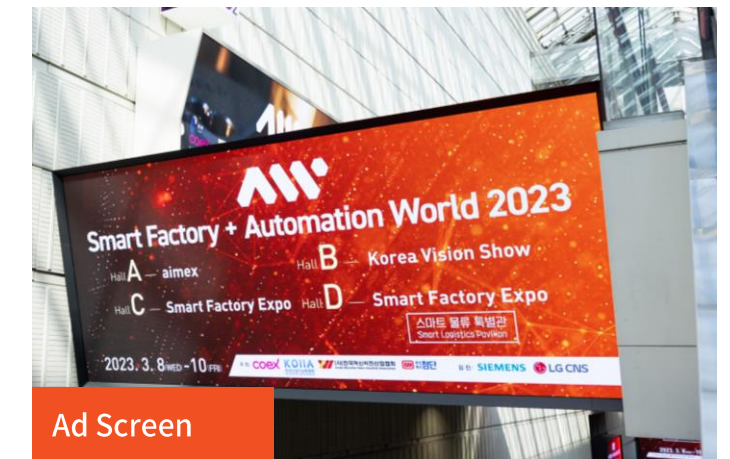 AW
Smart Factory + Automation World 2023
Hall A — aimex
Hall B — Korea Vision Show
Hall C — Smart Factory Expo
Hall D — Smart Factory Expo
스마트 물류 특별관
Smart Logistics Pavilion
2023. 3. 8 WED - 10 FRI
coex KOIIA 첨단 SIEMENS LG CNS
Ad Screen